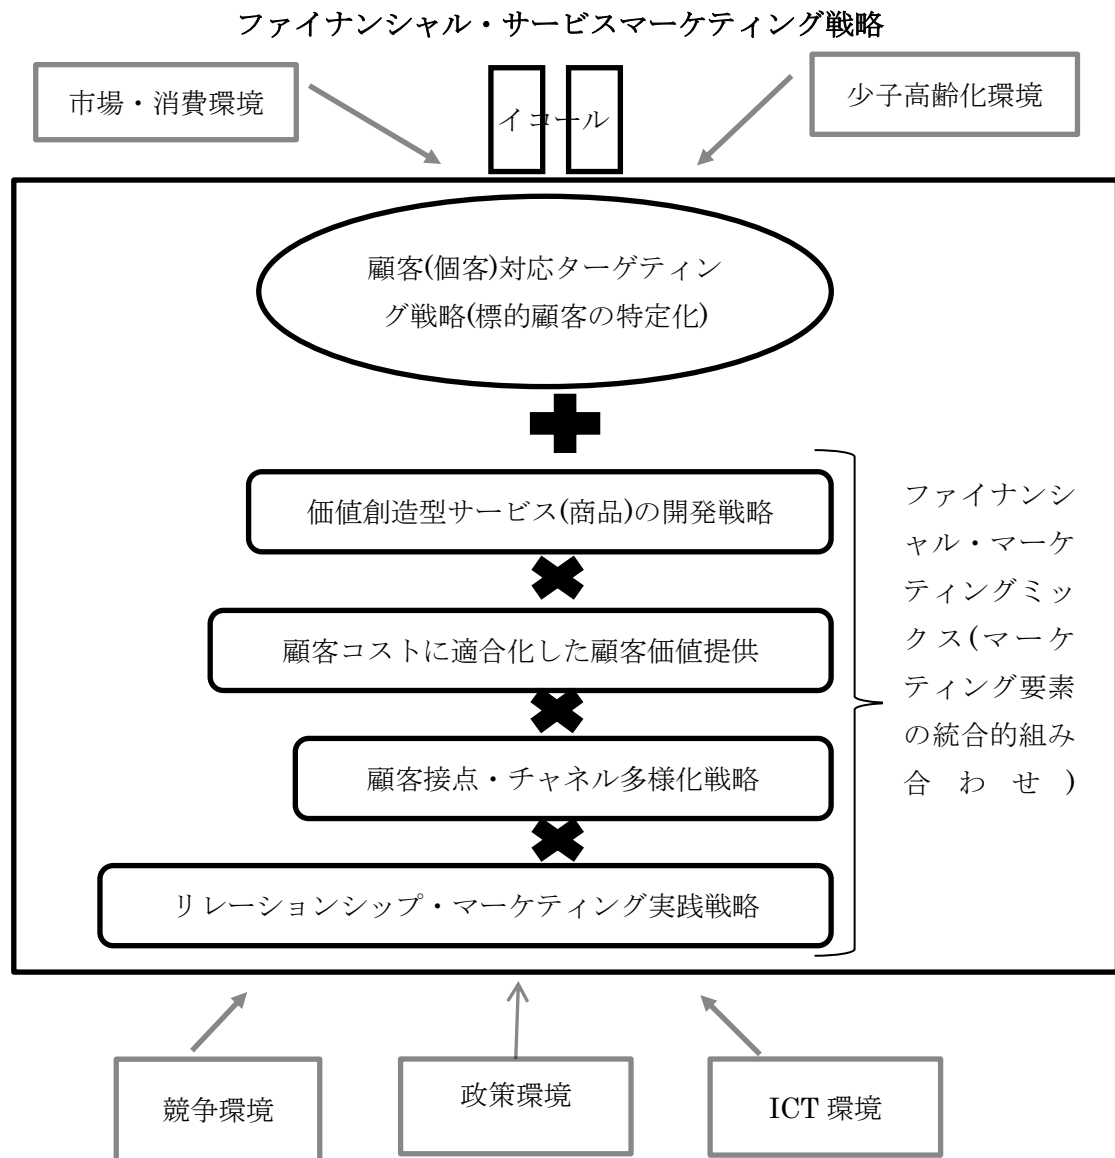 ファイナンシャル・サービスマーケティング戦略
市場・消費環境
イコール
少子高齢化環境
顧客(個客)対応ターゲティン
グ戦略(標的顧客の特定化)
価値創造型サービス(商品)の開発戦略
顧客コストに適合化した顧客価値提供
顧客接点・チャネル多様化戦略
リレーションシップ・マーケティング実践戦略
ファイナンシ
ャル・マーケ
ティングミッ
クス(マーケ
ティング要素
の統合的組み
合わせ)
競争環境
政策環境
ICT 環境